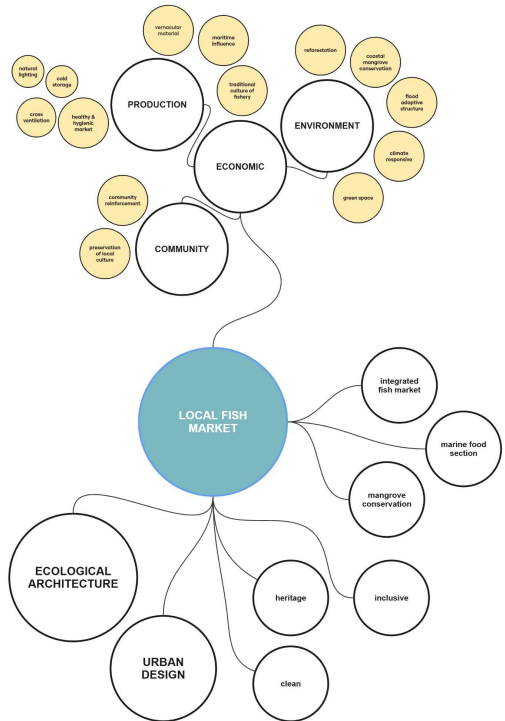 vernacular
material
maritime
influence
reforestation
coastal
mangrove
conservation
natural
lighting
cold
storage
traditional
culture of
fishery
flood
adaptive
structure
PRODUCTION
cross
ventilation
healthy &
hygienic
market
ENVIRONMENT
climate
responsive
ECONOMIC
green space
community
reinforcement
COMMUNITY
preservation
of local
culture
LOCAL FISH
MARKET
integrated
fish market
marine food
section
mangrove
conservation
ECOLOGICAL
ARCHITECTURE
heritage
inclusive
URBAN
DESIGN
clean